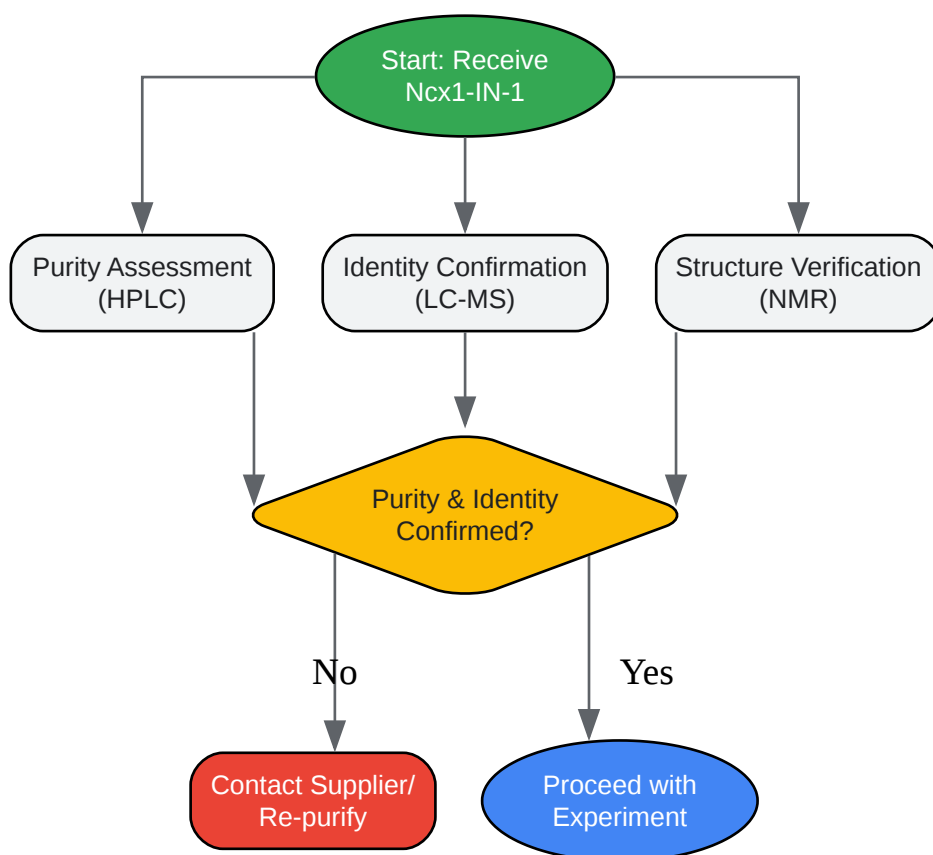 Start: Receive
Ncx1-IN-1
Purity Assessment
(HPLC)
Identity Confirmation
(LC-MS)
Structure Verification
(NMR)
Purity & Identity
Confirmed?
No
Yes
Contact Supplier/
Re-purify
Proceed with
Experiment